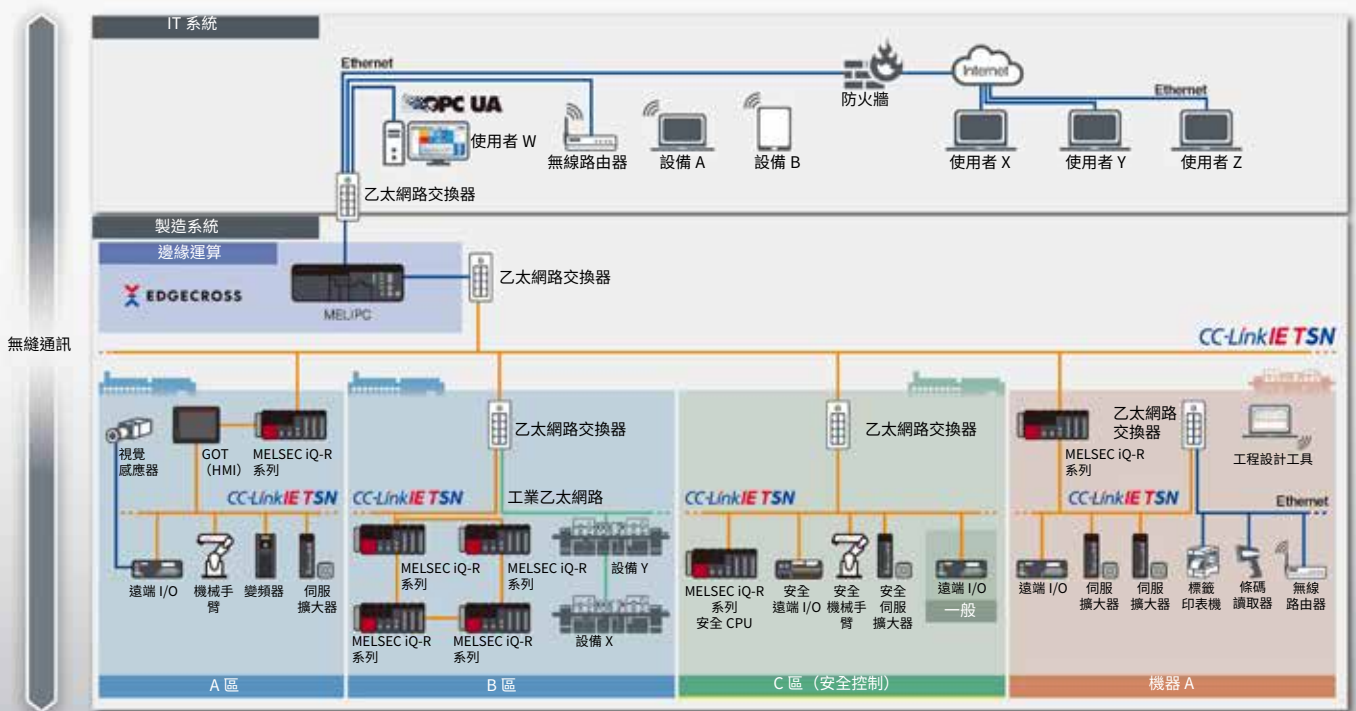 IT 系統
Ethernet
OPC UA
使用者 W
無線路由器
設備 A
設備 B
防火牆
Internet
Ethernet
使用者 X
使用者 Y
使用者 Z
乙太網路交換器
製造系統
邊緣運算
EDGECROSS
MELIPC
乙太網路交換器
無縫通訊
CC-Link IE TSN
視覺
感應器
GOT
（HMI）
MELSEC iQ-R
系列
CC-Link IE TSN
遠端 I/O
機械手
臂
變頻器
伺服
擴大器
A 區
乙太網路交換器
CC-Link IE TSN
工業乙太網路
MELSEC iQ-R
系列
MELSEC iQ-R
系列
設備 Y
MELSEC iQ-R
系列
MELSEC iQ-R
系列
設備 X
B 區
乙太網路交換器
CC-Link IE TSN
MELSEC iQ-R
系列
安全 CPU
安全
遠端 I/O
安全
機械手
臂
安全
伺服
擴大器
遠端 I/O
一般
C 區（安全控制）
MELSEC iQ-R
系列
乙太網路
交換器
工程設計工具
CC-Link IE TSN
Ethernet
遠端 I/O
伺服
擴大器
伺服
擴大器
標籤
印表機
條碼
讀取器
無線
路由器
機器 A